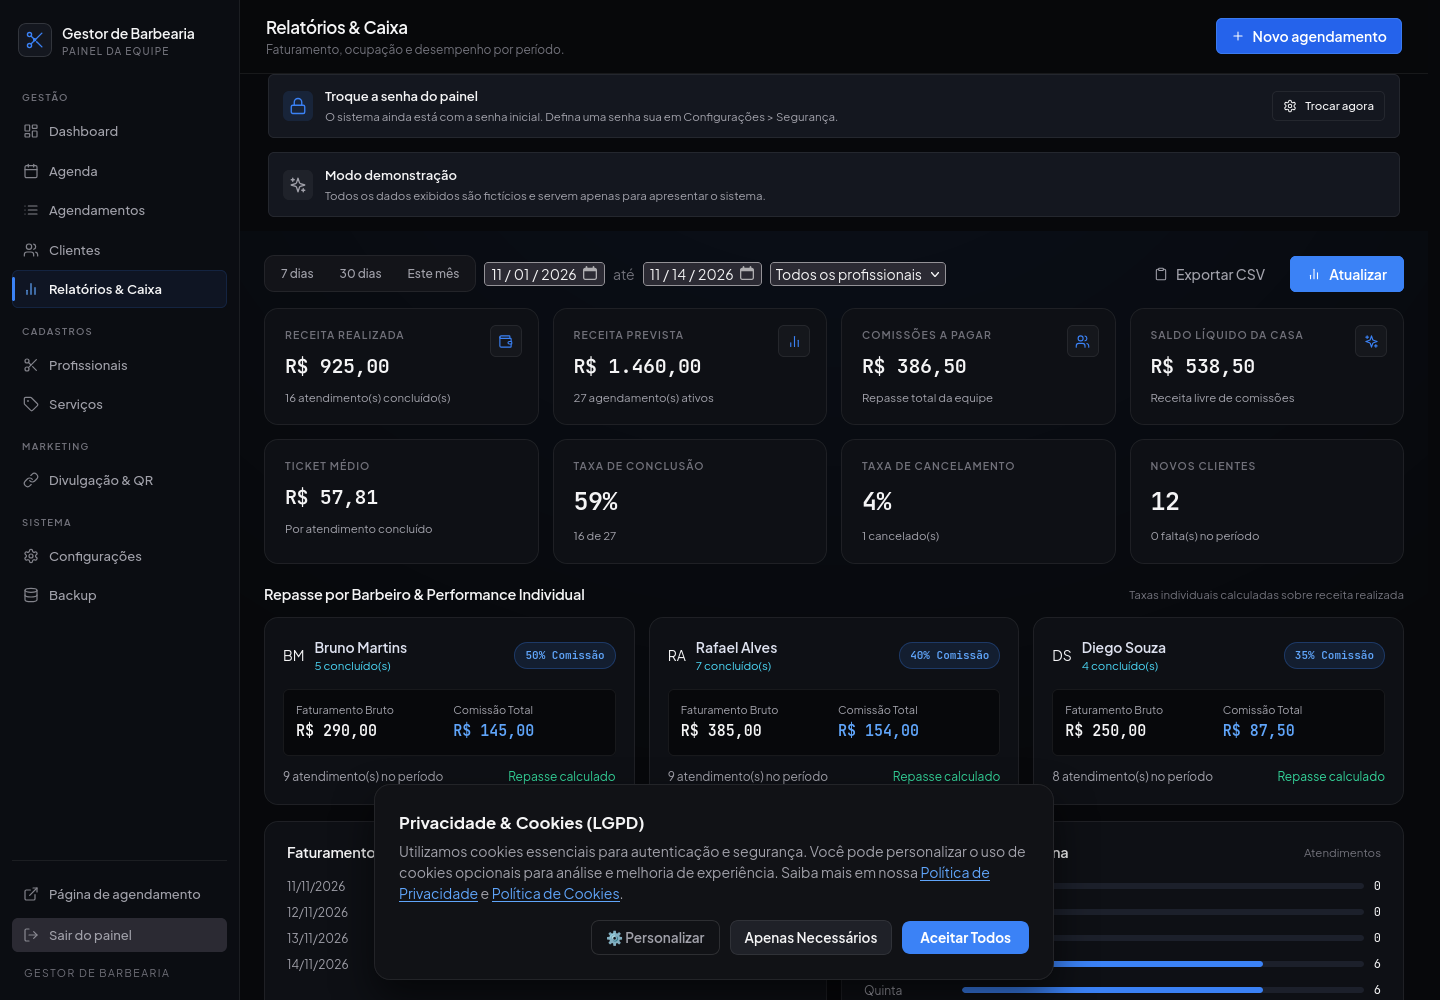 Gestor de Barbearia
PAINEL DA EQUIPE
GESTÃO
Dashboard
Agenda
Agendamentos
Clientes
Relatórios & Caixa
CADASTROS
Profissionais
Serviços
MARKETING
Divulgação & QR
SISTEMA
Configurações
Backup
Página de agendamento
Sair do painel
GESTOR DE BARBEARIA
Relatórios & Caixa
Faturamento, ocupação e desempenho por período.
Novo agendamento
Troque a senha do painel
O sistema ainda está com a senha inicial. Defina uma senha sua em Configurações > Segurança.
Trocar agora
Modo demonstração
Todos os dados exibidos são fictícios e servem apenas para apresentar o sistema.
7 dias 30 dias Este mês 11/01/2026 até 11/14/2026 Todos os profissionais Exportar CSV Atualizar
RECEITA REALIZADA
R$ 925,00
16 atendimento(s) concluído(s)
RECEITA PREVISTA
R$ 1.460,00
27 agendamento(s) ativos
COMISSÕES A PAGAR
R$ 386,50
Repasse total da equipe
SALDO LÍQUIDO DA CASA
R$ 538,50
Receita livre de comissões
TICKET MÉDIO
R$ 57,81
Por atendimento concluído
TAXA DE CONCLUSÃO
59%
16 de 27
TAXA DE CANCELAMENTO
4%
1 cancelado(s)
NOVOS CLIENTES
12
0 falta(s) no período
Repasse por Barbeiro & Performance Individual
Taxas individuais calculadas sobre receita realizada
BM
Bruno Martins
5 concluído(s)
50% Comissão
Faturamento Bruto
R$ 290,00
Comissão Total
R$ 145,00
9 atendimento(s) no período
Repasse calculado
RA
Rafael Alves
7 concluído(s)
40% Comissão
Faturamento Bruto
R$ 385,00
Comissão Total
R$ 154,00
9 atendimento(s) no período
Repasse calculado
DS
Diego Souza
4 concluído(s)
35% Comissão
Faturamento Bruto
R$ 250,00
Comissão Total
R$ 87,50
8 atendimento(s) no período
Repasse calculado
Faturamento
11/11/2026
12/11/2026
13/11/2026
14/11/2026
na
Atendimentos
0
0
0
6
Quinta 6
Privacidade & Cookies (LGPD)
Utilizamos cookies essenciais para autenticação e segurança. Você pode personalizar o uso de
cookies opcionais para análise e melhoria de experiência. Saiba mais em nossa Política de
Privacidade e Política de Cookies.
Personalizar
Apenas Necessários
Aceitar Todos